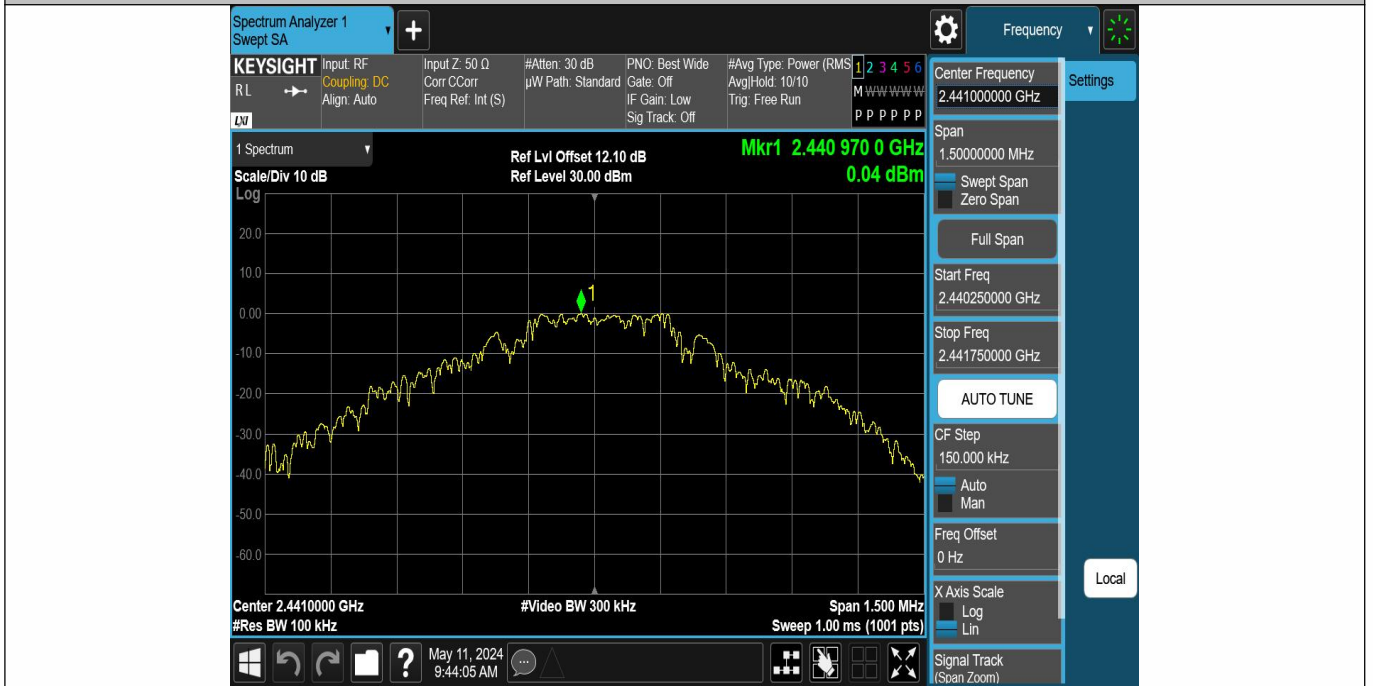 Spectrum Analyzer 1
Swept SA
+
Frequency
KEYSIGHT
RL
LXI
Input: RF
Coupling: DC
Align: Auto
Input Z: 50 Ω
Corr CCorr
Freq Ref: Int (S)
#Atten: 30 dB
µW Path: Standard
PNO: Best Wide
Gate: Off
IF Gain: Low
Sig Track: Off
#Avg Type: Power (RMS
Avg|Hold: 10/10
Trig: Free Run
1 2 3 4 5 6
M W W W W W
P P P P P P
1 Spectrum
Scale/Div 10 dB
Ref Lvl Offset 12.10 dB
Ref Level 30.00 dBm
Mkr1 2.440 970 0 GHz
0.04 dBm
Log
20.0
10.0
0.00
-10.0
-20.0
-30.0
-40.0
-50.0
-60.0
1
Center 2.4410000 GHz
#Res BW 100 kHz
#Video BW 300 kHz
Span 1.500 MHz
Sweep 1.00 ms (1001 pts)
Center Frequency
2.441000000 GHz
Settings
Span
1.50000000 MHz
Swept Span
Zero Span
Full Span
Start Freq
2.440250000 GHz
Stop Freq
2.441750000 GHz
AUTO TUNE
CF Step
150.000 kHz
Auto
Man
Freq Offset
0 Hz
X Axis Scale
Log
Lin
Local
Signal Track
(Span Zoom)
?
May 11, 2024
9:44:05 AM